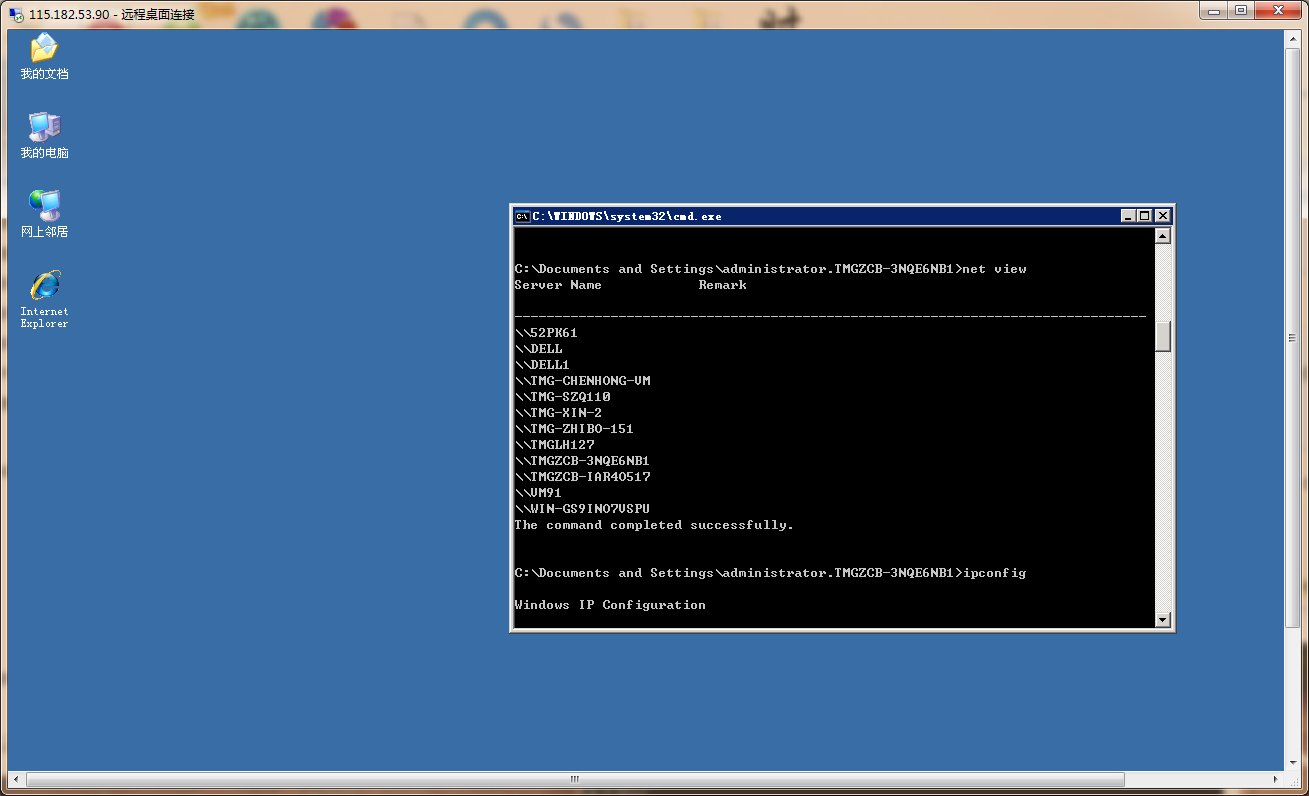 115.182.53.90 - 远程桌面连接
我的文档
我的电脑
网上邻居
Internet
Explorer
C:\WINDOWS\system32\cmd.exe
C:\Documents and Settings\administrator.TMGZCB-3NQE6NB1>net view
Server Name            Remark
-------------------------------------------------------------------------------
\\52PK61
\\DELL
\\DELL1
\\TMG-CHENHONG-VM
\\TMG-SZQ110
\\TMG-XIN-2
\\TMG-ZHIBO-151
\\TMGLH127
\\TMGZCB-3NQE6NB1
\\TMGZCB-IAR4O517
\\VM91
\\WIN-GS9INO7VSPU
The command completed successfully.
C:\Documents and Settings\administrator.TMGZCB-3NQE6NB1>ipconfig
Windows IP Configuration